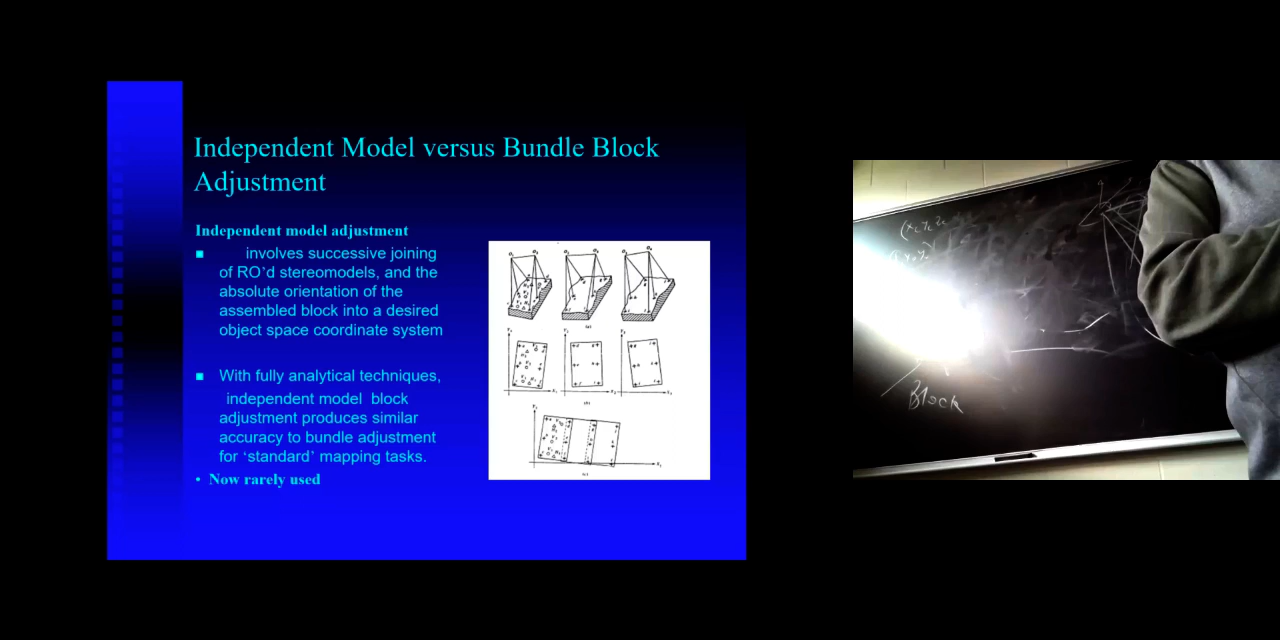 Independent Model versus Bundle Block
Adjustment
Independent model adjustment
involves successive joining
of RO'd stereomodels, and the
absolute orientation of the
assembled block into a desired
object space coordinate system
With fully analytical techniques,
independent model block
adjustment produces similar
accuracy to bundle adjustment
for ‘standard’ mapping tasks.
• Now rarely used
Block